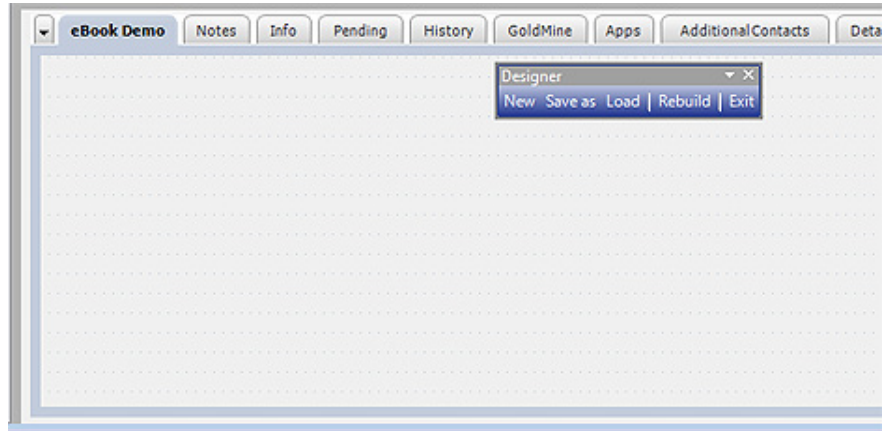 eBook Demo Notes Info Pending History GoldMine Apps Additional Contacts
Designer
New Save as Load | Rebuild | Exit